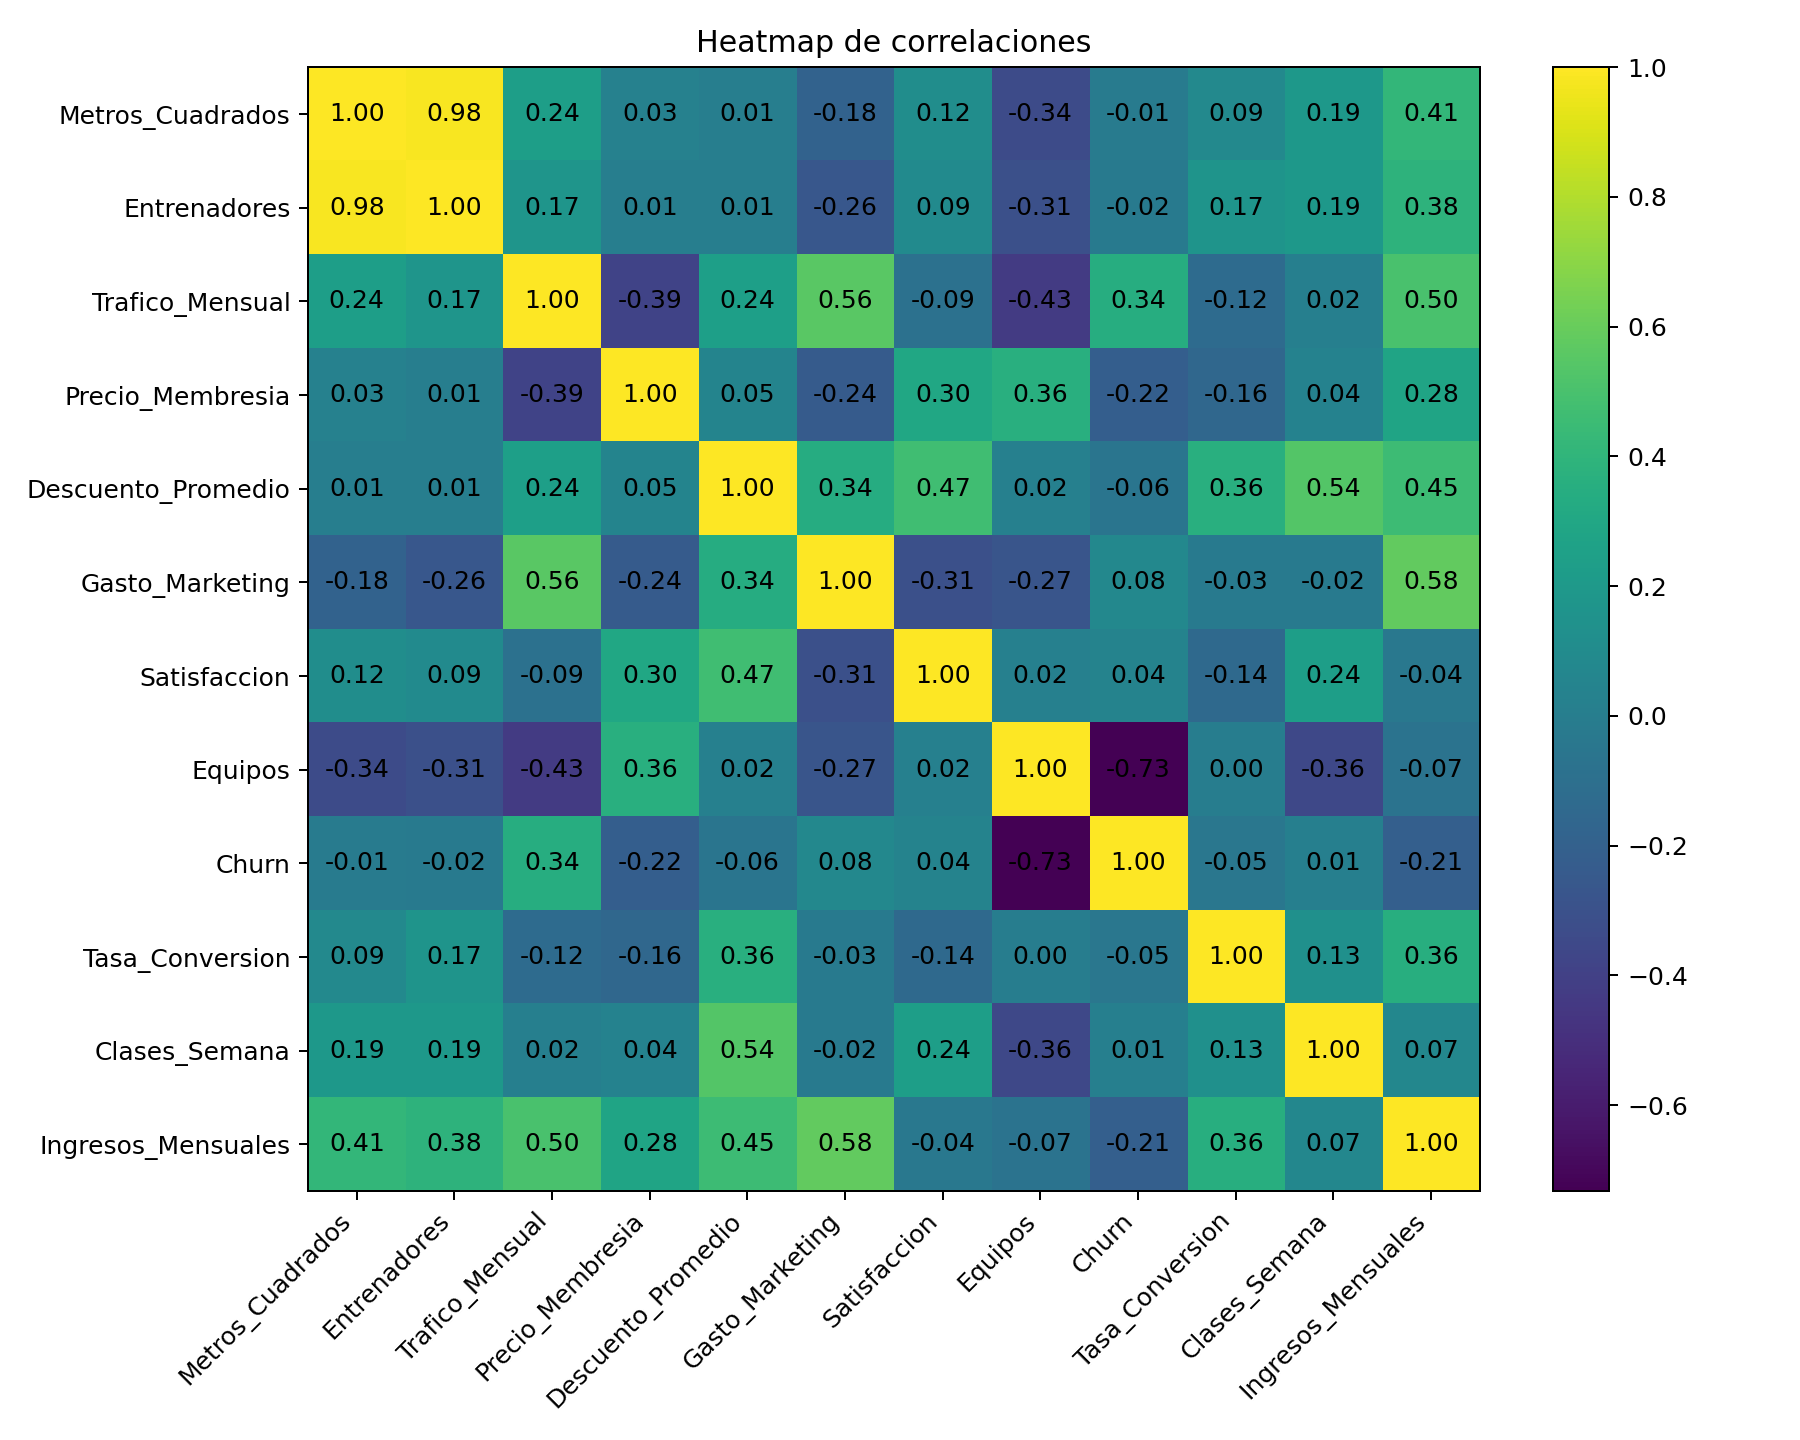 Heatmap de correlaciones
Metros_Cuadrados 1.00 0.98 0.24 0.03 0.01 -0.18 0.12 -0.34 -0.01 0.09 0.19 0.41
Entrenadores 0.98 1.00 0.17 0.01 0.01 -0.26 0.09 -0.31 -0.02 0.17 0.19 0.38
Trafico_Mensual 0.24 0.17 1.00 -0.39 0.24 0.56 -0.09 -0.43 0.34 -0.12 0.02 0.50
Precio_Membresia 0.03 0.01 -0.39 1.00 0.05 -0.24 0.30 0.36 -0.22 -0.16 0.04 0.28
Descuento_Promedio 0.01 0.01 0.24 0.05 1.00 0.34 0.47 0.02 -0.06 0.36 0.54 0.45
Gasto_Marketing -0.18 -0.26 0.56 -0.24 0.34 1.00 -0.31 -0.27 0.08 -0.03 -0.02 0.58
Satisfaccion 0.12 0.09 -0.09 0.30 0.47 -0.31 1.00 0.02 0.04 -0.14 0.24 -0.04
Equipos -0.34 -0.31 -0.43 0.36 0.02 -0.27 0.02 1.00 -0.73 0.00 -0.36 -0.07
Churn -0.01 -0.02 0.34 -0.22 -0.06 0.08 0.04 -0.73 1.00 -0.05 0.01 -0.21
Tasa_Conversion 0.09 0.17 -0.12 -0.16 0.36 -0.03 -0.14 0.00 -0.05 1.00 0.13 0.36
Clases_Semana 0.19 0.19 0.02 0.04 0.54 -0.02 0.24 -0.36 0.01 0.13 1.00 0.07
Ingresos_Mensuales 0.41 0.38 0.50 0.28 0.45 0.58 -0.04 -0.07 -0.21 0.36 0.07 1.00
Metros_Cuadrados
Entrenadores
Trafico_Mensual
Precio_Membresia
Descuento_Promedio
Gasto_Marketing
Satisfaccion
Equipos
Churn
Tasa_Conversion
Clases_Semana
Ingresos_Mensuales
1.0
0.8
0.6
0.4
0.2
0.0
−0.2
−0.4
−0.6